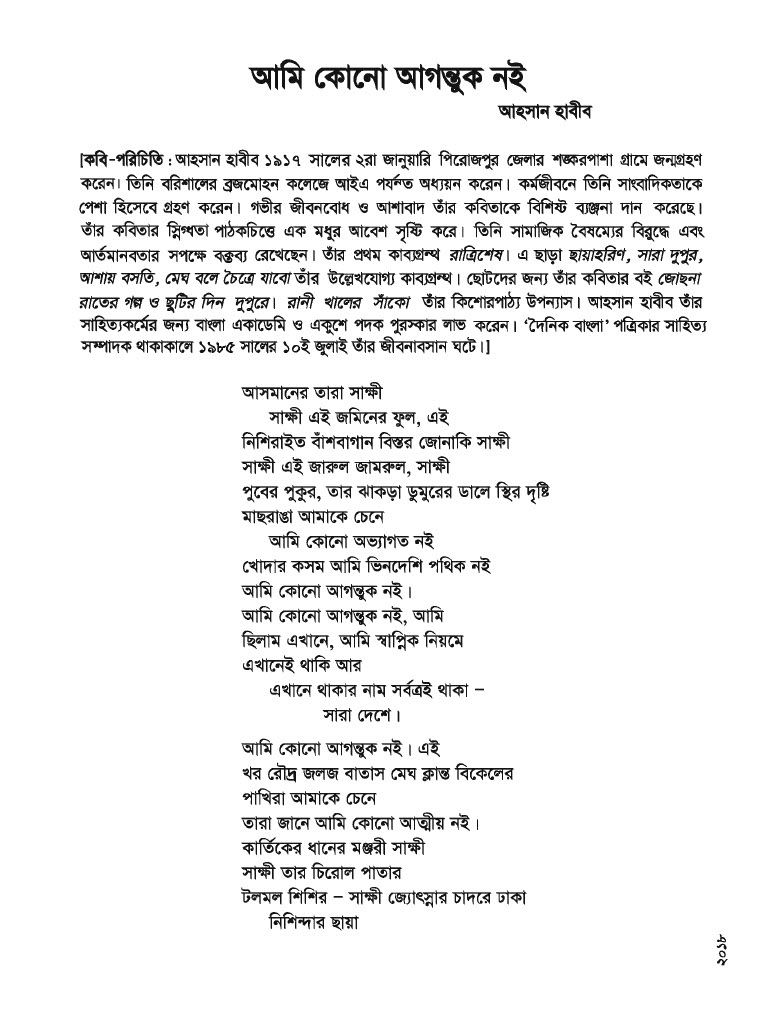 আমি কোনো আগন্তুক নই
আহসান হাবীব
[কবি-পরিচিতি : আহসান হাবীব ১৯১৭ সালের ২রা জানুয়ারি পিরোজপুর জেলার শঙ্করপাশা গ্রামে জন্মগ্রহণ
করেন। তিনি বরিশালের ব্রজমোহন কলেজে আইএ পর্যন্ত অধ্যয়ন করেন। কর্মজীবনে তিনি সাংবাদিকতাকে
পেশা হিসেবে গ্রহণ করেন। গভীর জীবনবোধ ও আশাবাদ তাঁর কবিতাকে বিশিষ্ট ব্যঞ্জনা দান করেছে।
তাঁর কবিতার স্নিগ্ধতা পাঠকচিত্তে এক মধুর আবেশ সৃষ্টি করে। তিনি সামাজিক বৈষম্যের বিরুদ্ধে এবং
আর্তমানবতার সপক্ষে বক্তব্য রেখেছেন। তাঁর প্রথম কাব্যগ্রন্থ রাত্রিশেষ। এ ছাড়া ছায়াহরিণ, সারা দুপুর,
আশায় বসতি, মেঘ বলে চৈত্রে যাবো তাঁর উল্লেখযোগ্য কাব্যগ্রন্থ। ছোটদের জন্য তাঁর কবিতার বই জোছনা
রাতের গল্প ও ছুটির দিন দুপুরে। রানী খালের সাঁকো তাঁর কিশোরপাঠ্য উপন্যাস। আহসান হাবীব তাঁর
সাহিত্যকর্মের জন্য বাংলা একাডেমি ও একুশে পদক পুরস্কার লাভ করেন। ‘দৈনিক বাংলা’ পত্রিকার সাহিত্য
সম্পাদক থাকাকালে ১৯৮৫ সালের ১০ই জুলাই তাঁর জীবনাবসান ঘটে।]
আসমানের তারা সাক্ষী
সাক্ষী এই জমিনের ফুল, এই
নিশিরাইত বাঁশবাগান বিস্তর জোনাকি সাক্ষী
সাক্ষী এই জারুল জামরুল, সাক্ষী
পুবের পুকুর, তার ঝাকড়া ডুমুরের ডালে স্থির দৃষ্টি
মাছরাঙা আমাকে চেনে
আমি কোনো অভ্যাগত নই
খোদার কসম আমি ভিনদেশি পথিক নই
আমি কোনো আগন্তুক নই।
আমি কোনো আগন্তুক নই, আমি
ছিলাম এখানে, আমি স্বাপ্নিক নিয়মে
এখানেই থাকি আর
এখানে থাকার নাম সর্বত্রই থাকা –
সারা দেশে।
আমি কোনো আগন্তুক নই। এই
খর রৌদ্র জলজ বাতাস মেঘ ক্লান্ত বিকেলের
পাখিরা আমাকে চেনে
তারা জানে আমি কোনো আত্মীয় নই।
কার্তিকের ধানের মঞ্জরী সাক্ষী
সাক্ষী তার চিরোল পাতার
টলমল শিশির – সাক্ষী জ্যোৎস্নার চাদরে ঢাকা
নিশিন্দার ছায়া
২০১৮